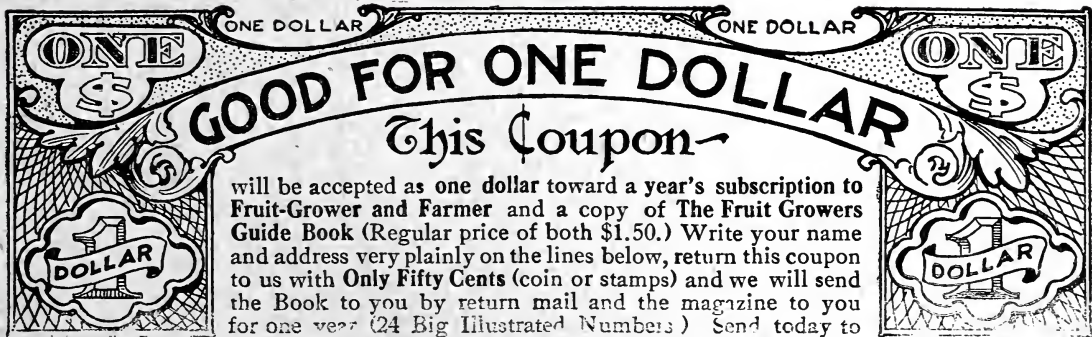 ONE DOLLAR
ONE DOLLAR
ONE
$
ONE
$
GOOD FOR ONE DOLLAR
This Coupon
will be accepted as one dollar toward a year's subscription to
Fruit-Grower and Farmer and a copy of The Fruit Growers
Guide Book (Regular price of both $1.50.) Write your name
and address very plainly on the lines below, return this coupon
to us with Only Fifty Cents (coin or stamps) and we will send
the Book to you by return mail and the magazine to you
for one year (24 Big Illustrated Numbers) Send today to
1
DOLLAR
1
DOLLAR